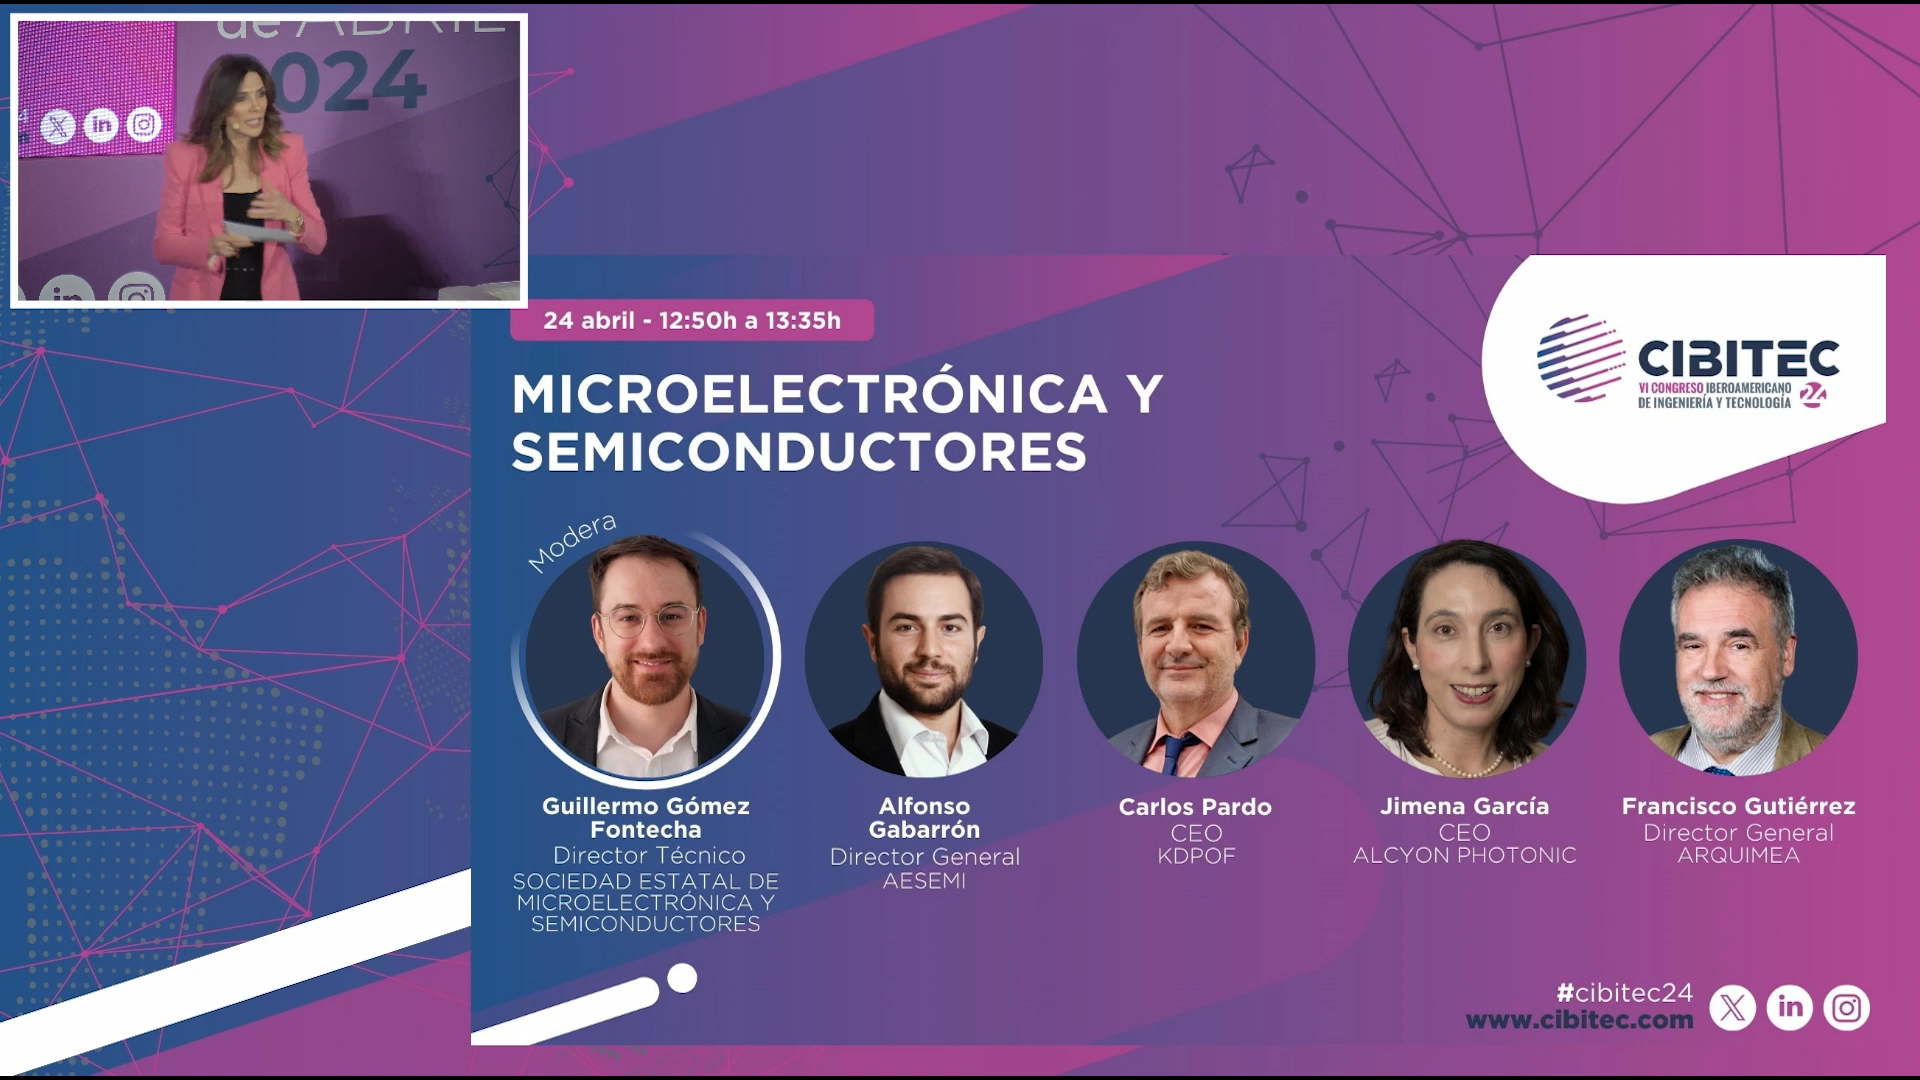 de ABRIL
2024
24 abril - 12:50h a 13:35h
MICROELECTRÓNICA Y
SEMICONDUCTORES
CIBITEC
VI CONGRESO IBEROAMERICANO
DE INGENIERÍA Y TECNOLOGÍA 24
Modera
Guillermo Gómez
Fontecha
Director Técnico
SOCIEDAD ESTATAL DE
MICROELECTRÓNICA Y
SEMICONDUCTORES
Alfonso
Gabarrón
Director General
AESEMI
Carlos Pardo
CEO
KDPOF
Jimena García
CEO
ALCYON PHOTONIC
Francisco Gutiérrez
Director General
ARQUIMEA
#cibitec24
www.cibitec.com